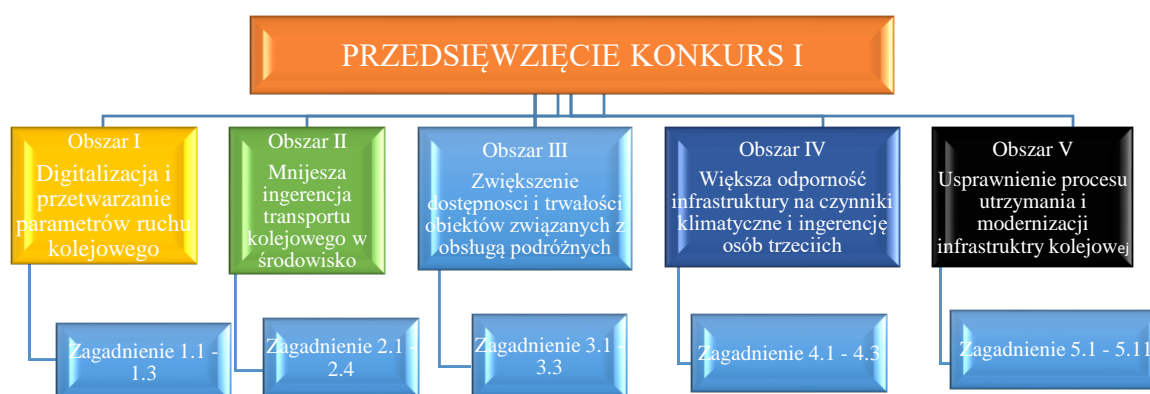 PRZEDSIĘWZIĘCIE KONKURS I
Obszar I
Digitalizacja i
przetwarzanie
parametrów ruchu
kolejowego
Obszar II
Mnijesza
ingerencja
transportu
kolejowego w
środowisko
Obszar III
Zwiększenie
dostępnosci i trwałości
obiektów związanych z
obsługą podróżnych
Obszar IV
Większa odporność
infrastruktury na czynniki
klimatyczne i ingerencję
osób trzeciich
Obszar V
Usprawnienie procesu
utrzymania i
modernizacji
infrastruktry kolejowej
Zagadnienie 1.1 -
1.3
Zagadnienie 2.1 -
2.4
Zagadnienie 3.1 -
3.3
Zagadnienie 4.1 - 4.3
Zagadnienie 5.1 - 5.11